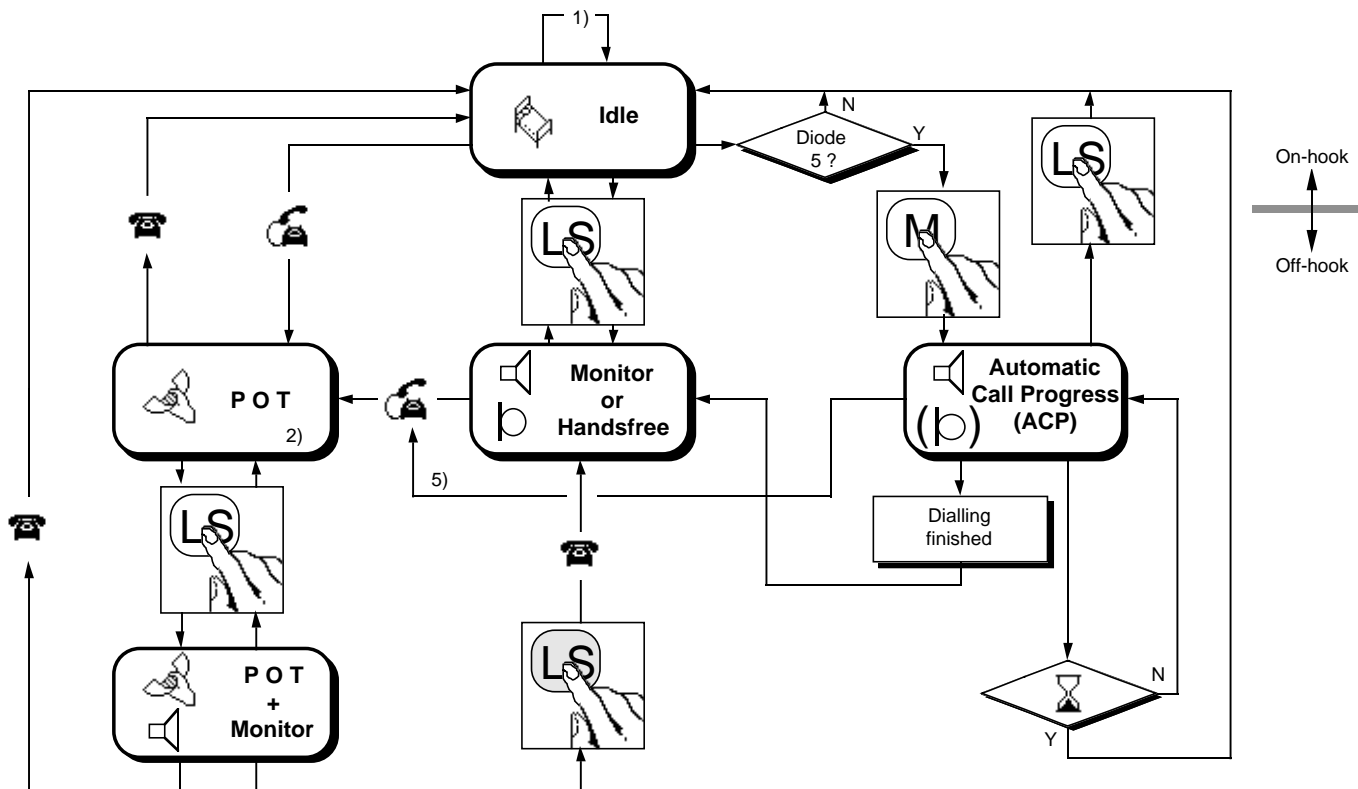 1)
Idle
N
Diode
5 ?
Y
LS
On-hook
Off-hook
LS
M
P O T
2)
Monitor
or
Handsfree
Automatic
Call Progress
(ACP)
5)
LS
Dialling
finished
P O T
+
Monitor
LS
N
Y